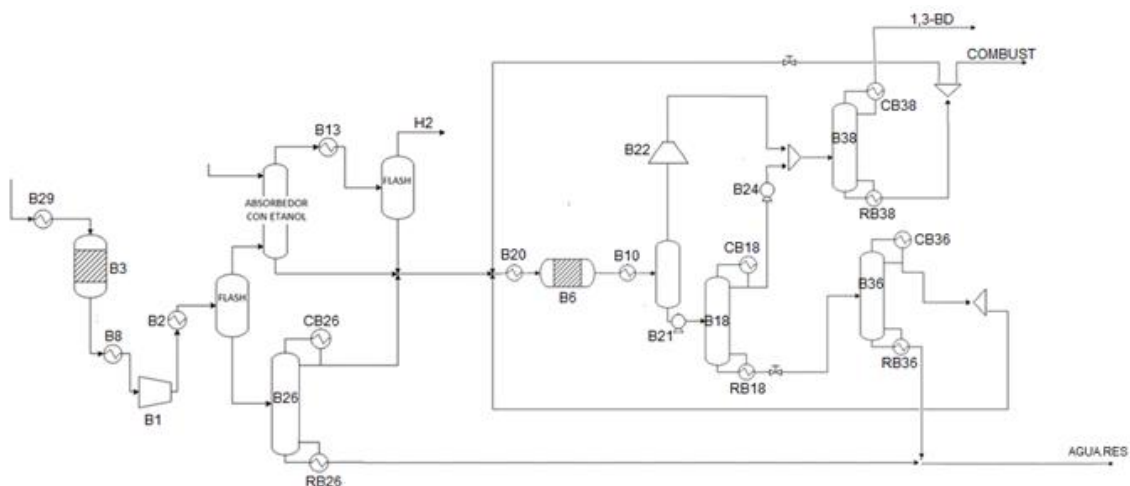 1,3-BD
COMBUST
CB38
B38
RB38
H2
B13
FLASH
B22
B24
B29
ABSORBEDOR
CON ETANOL
B3
FLASH
B20
B6
B10
CB18
B18
B21
RB18
CB36
B36
RB36
B2
B8
B1
CB26
B26
RB26
AGUA.RES